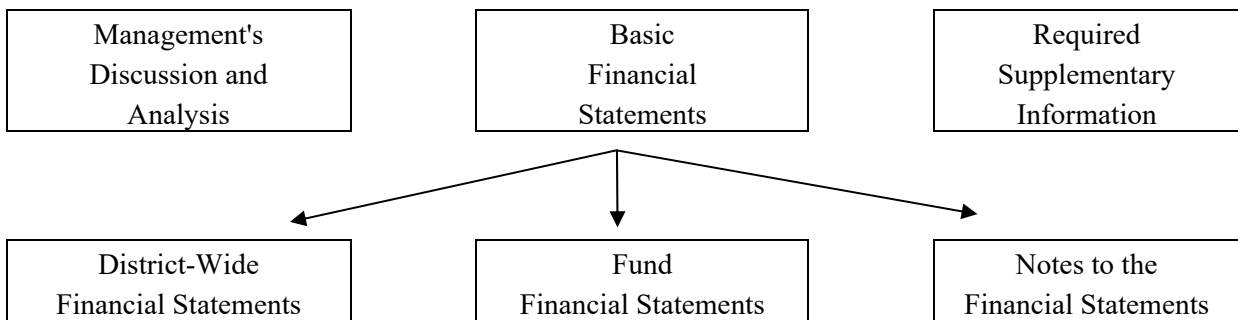 Management's
Discussion and
Analysis
Basic
Financial
Statements
Required
Supplementary
Information
District-Wide
Financial Statements
Fund
Financial Statements
Notes to the
Financial Statements